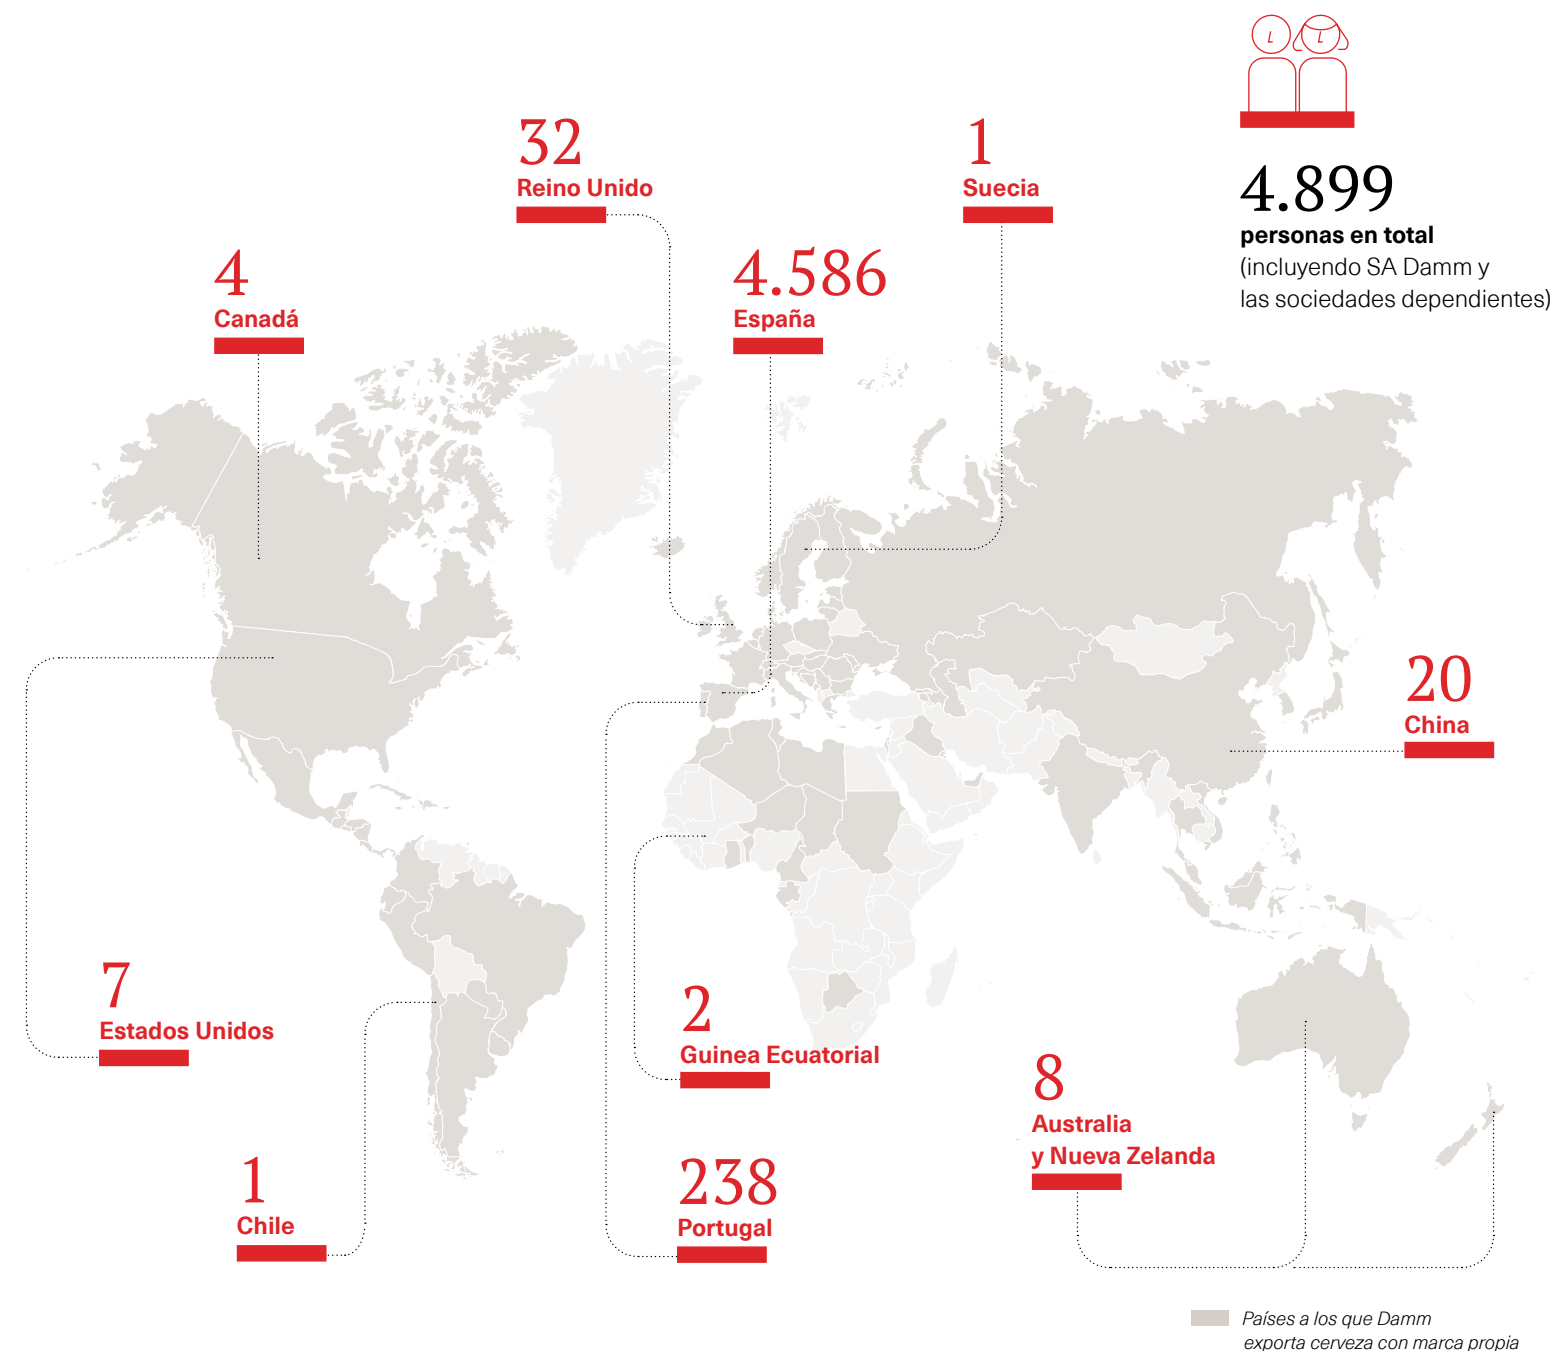 32
Reino Unido
1
Suecia
4.899
personas en total
(incluyendo SA Damm y
las sociedades dependientes)
4
Canadá
4.586
España
20
China
7
Estados Unidos
2
Guinea Ecuatorial
8
Australia
y Nueva Zelanda
1
Chile
238
Portugal
Países a los que Damm
exporta cerveza con marca propia